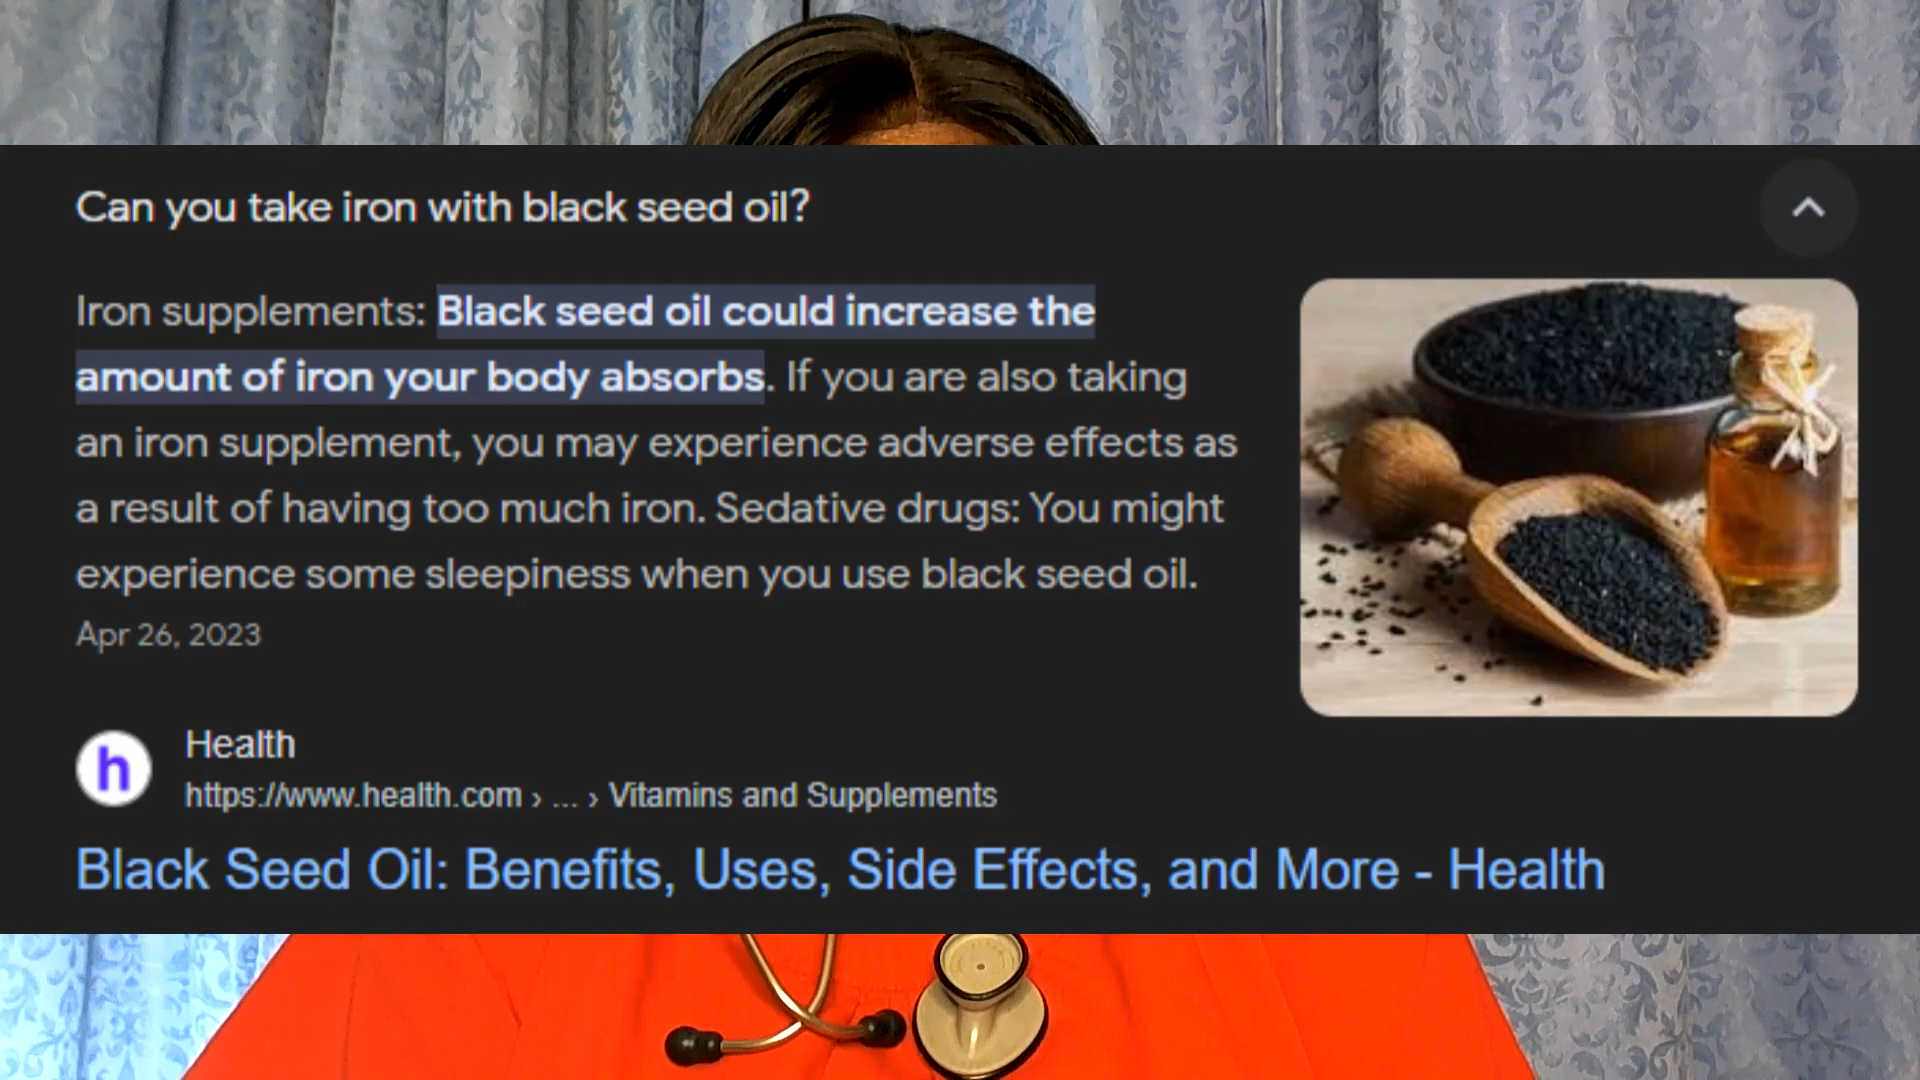 Can you take iron with black seed oil?
Iron supplements: Black seed oil could increase the
amount of iron your body absorbs. If you are also taking
an iron supplement, you may experience adverse effects as
a result of having too much iron. Sedative drugs: You might
experience some sleepiness when you use black seed oil.
Apr 26, 2023
h
Health
https://www.health.com › ... › Vitamins and Supplements
Black Seed Oil: Benefits, Uses, Side Effects, and More - Health